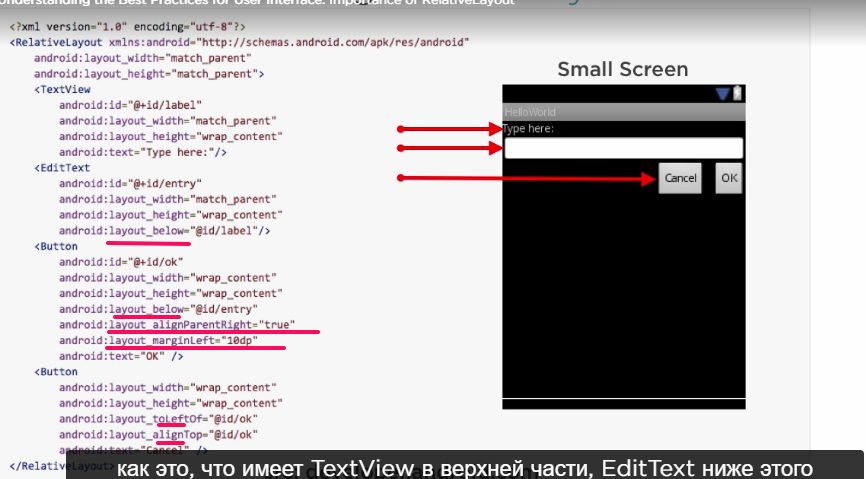 Understanding the Best Practices for User Interface: Importance of RelativeLayout
<?xml version="1.0" encoding="utf-8"?>
<RelativeLayout xmlns:android="http://schemas.android.com/apk/res/android"
android:layout_width="match_parent"
android:layout_height="match_parent">
<TextView
android:id="@+id/label"
android:layout_width="match_parent"
android:layout_height="wrap_content"
android:text="Type here:"/>
<EditText
android:id="@+id/entry"
android:layout_width="match_parent"
android:layout_height="wrap_content"
android:layout_below="@id/label"/>
<Button
android:id="@+id/ok"
android:layout_width="wrap_content"
android:layout_height="wrap_content"
android:layout_below="@id/entry"
android:layout_alignParentRight="true"
android:layout_marginLeft="10dp"
android:text="OK" />
<Button
android:layout_width="wrap_content"
android:layout_height="wrap_content"
android:layout_toLeftOf="@id/ok"
android:layout_alignTop="@id/ok"
android:text="Cancel" />
</RelativeLayout>
Small Screen
HelloWorld
Type here:
Cancel OK
как это, что имеет TextView в верхней части, EditText ниже этого